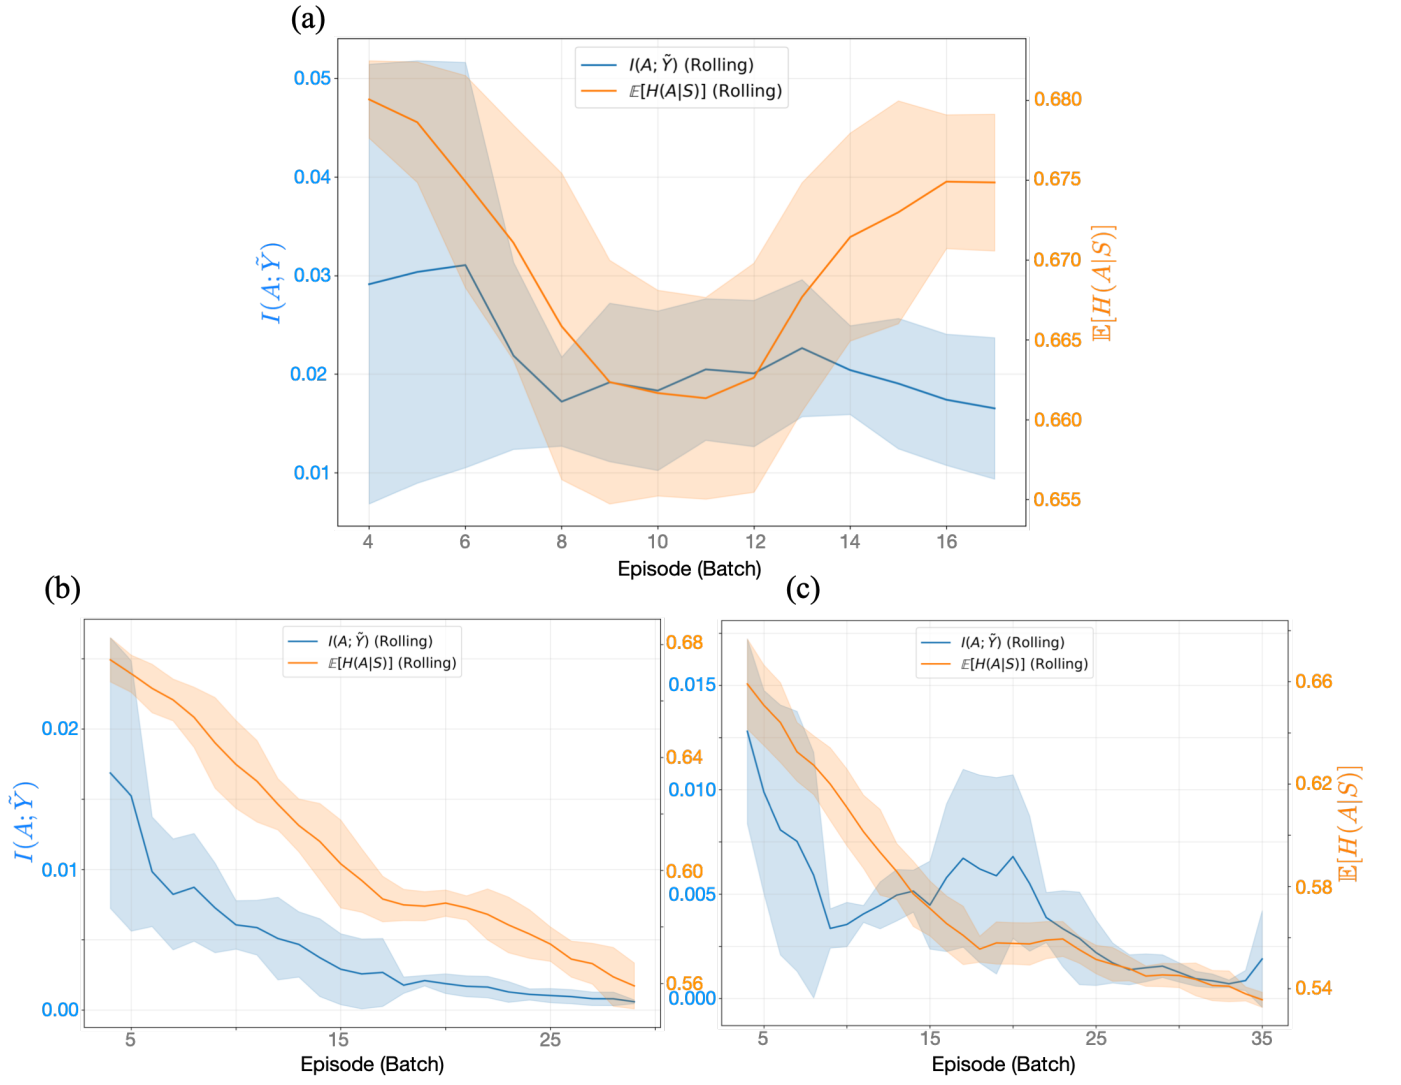 (a)
I(A; Ỹ) (Rolling)
𝔼[H(A|S)] (Rolling)
0.05
0.04
0.03
0.02
0.01
I(A; Ỹ)
0.680
0.675
0.670
0.665
0.660
0.655
𝔼[H(A|S)]
4 6 8 10 12 14 16
Episode (Batch)
(b)
I(A; Ỹ) (Rolling)
𝔼[H(A|S)] (Rolling)
0.02
0.01
0.00
I(A; Ỹ)
0.68
0.64
0.60
0.56
5 15 25
Episode (Batch)
(c)
I(A; Ỹ) (Rolling)
𝔼[H(A|S)] (Rolling)
0.015
0.010
0.005
0.000
0.66
0.62
0.58
0.54
𝔼[H(A|S)]
5 15 25 35
Episode (Batch)